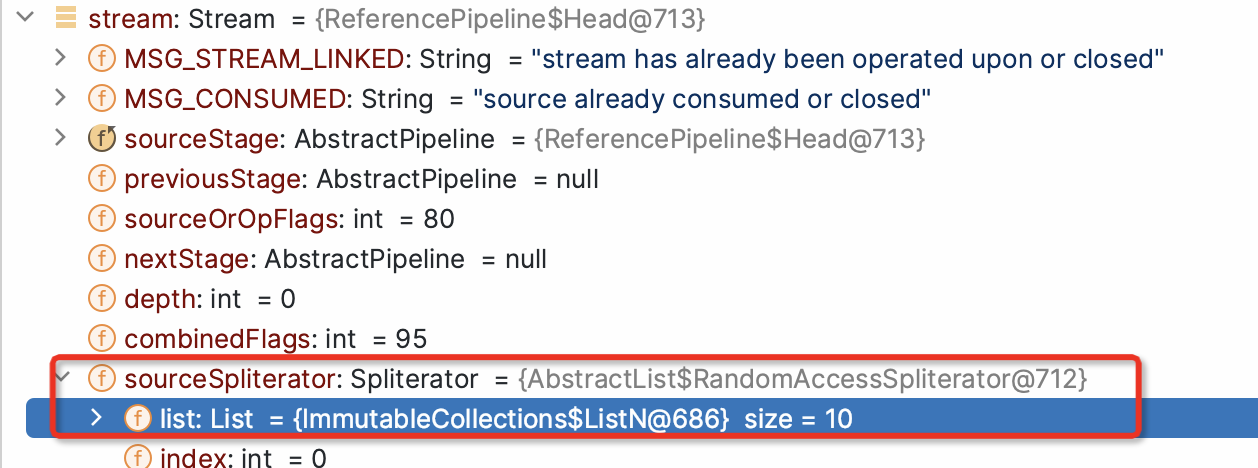 stream: Stream = {ReferencePipeline$Head@713}
f MSG_STREAM_LINKED: String = "stream has already been operated upon or closed"
f MSG_CONSUMED: String = "source already consumed or closed"
f sourceStage: AbstractPipeline = {ReferencePipeline$Head@713}
f previousStage: AbstractPipeline = null
f sourceOrOpFlags: int = 80
f nextStage: AbstractPipeline = null
f depth: int = 0
f combinedFlags: int = 95
f sourceSpliterator: Spliterator = {AbstractList$RandomAccessSpliterator@712}
f list: List = {ImmutableCollections$ListN@686} size = 10
f index: int = 0